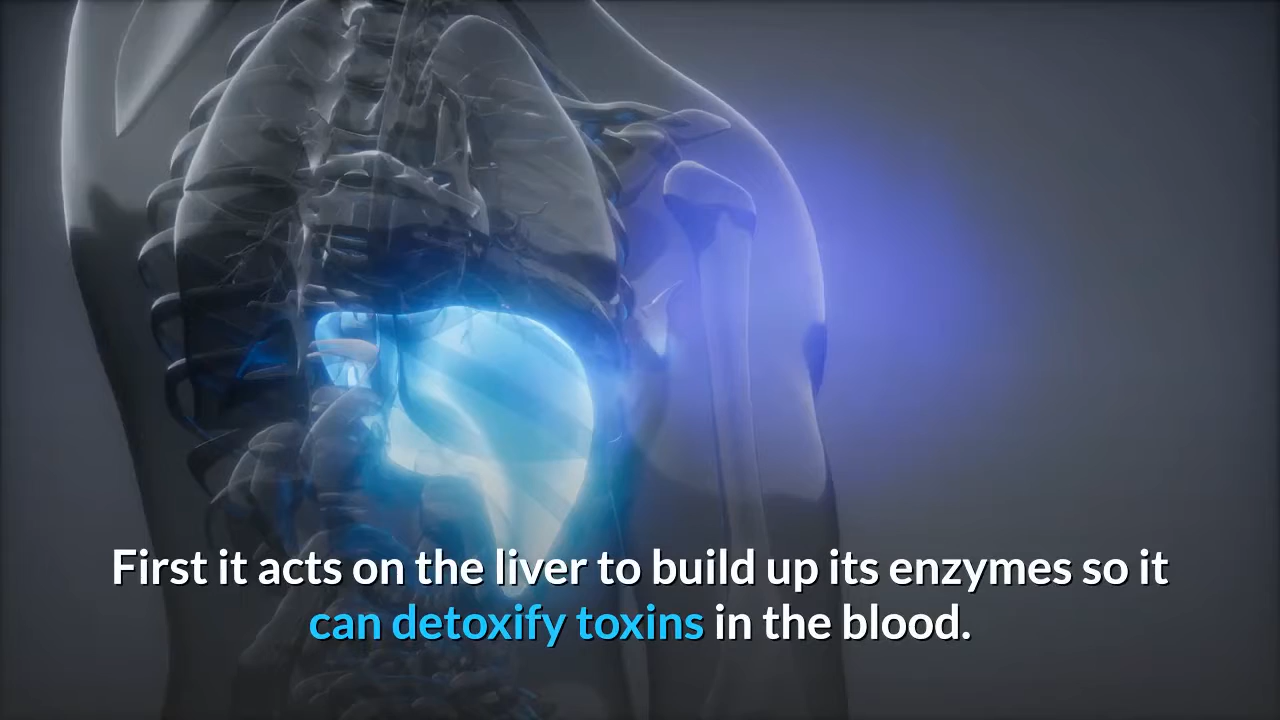 First it acts on the liver to build up its enzymes so it
can detoxify toxins in the blood.